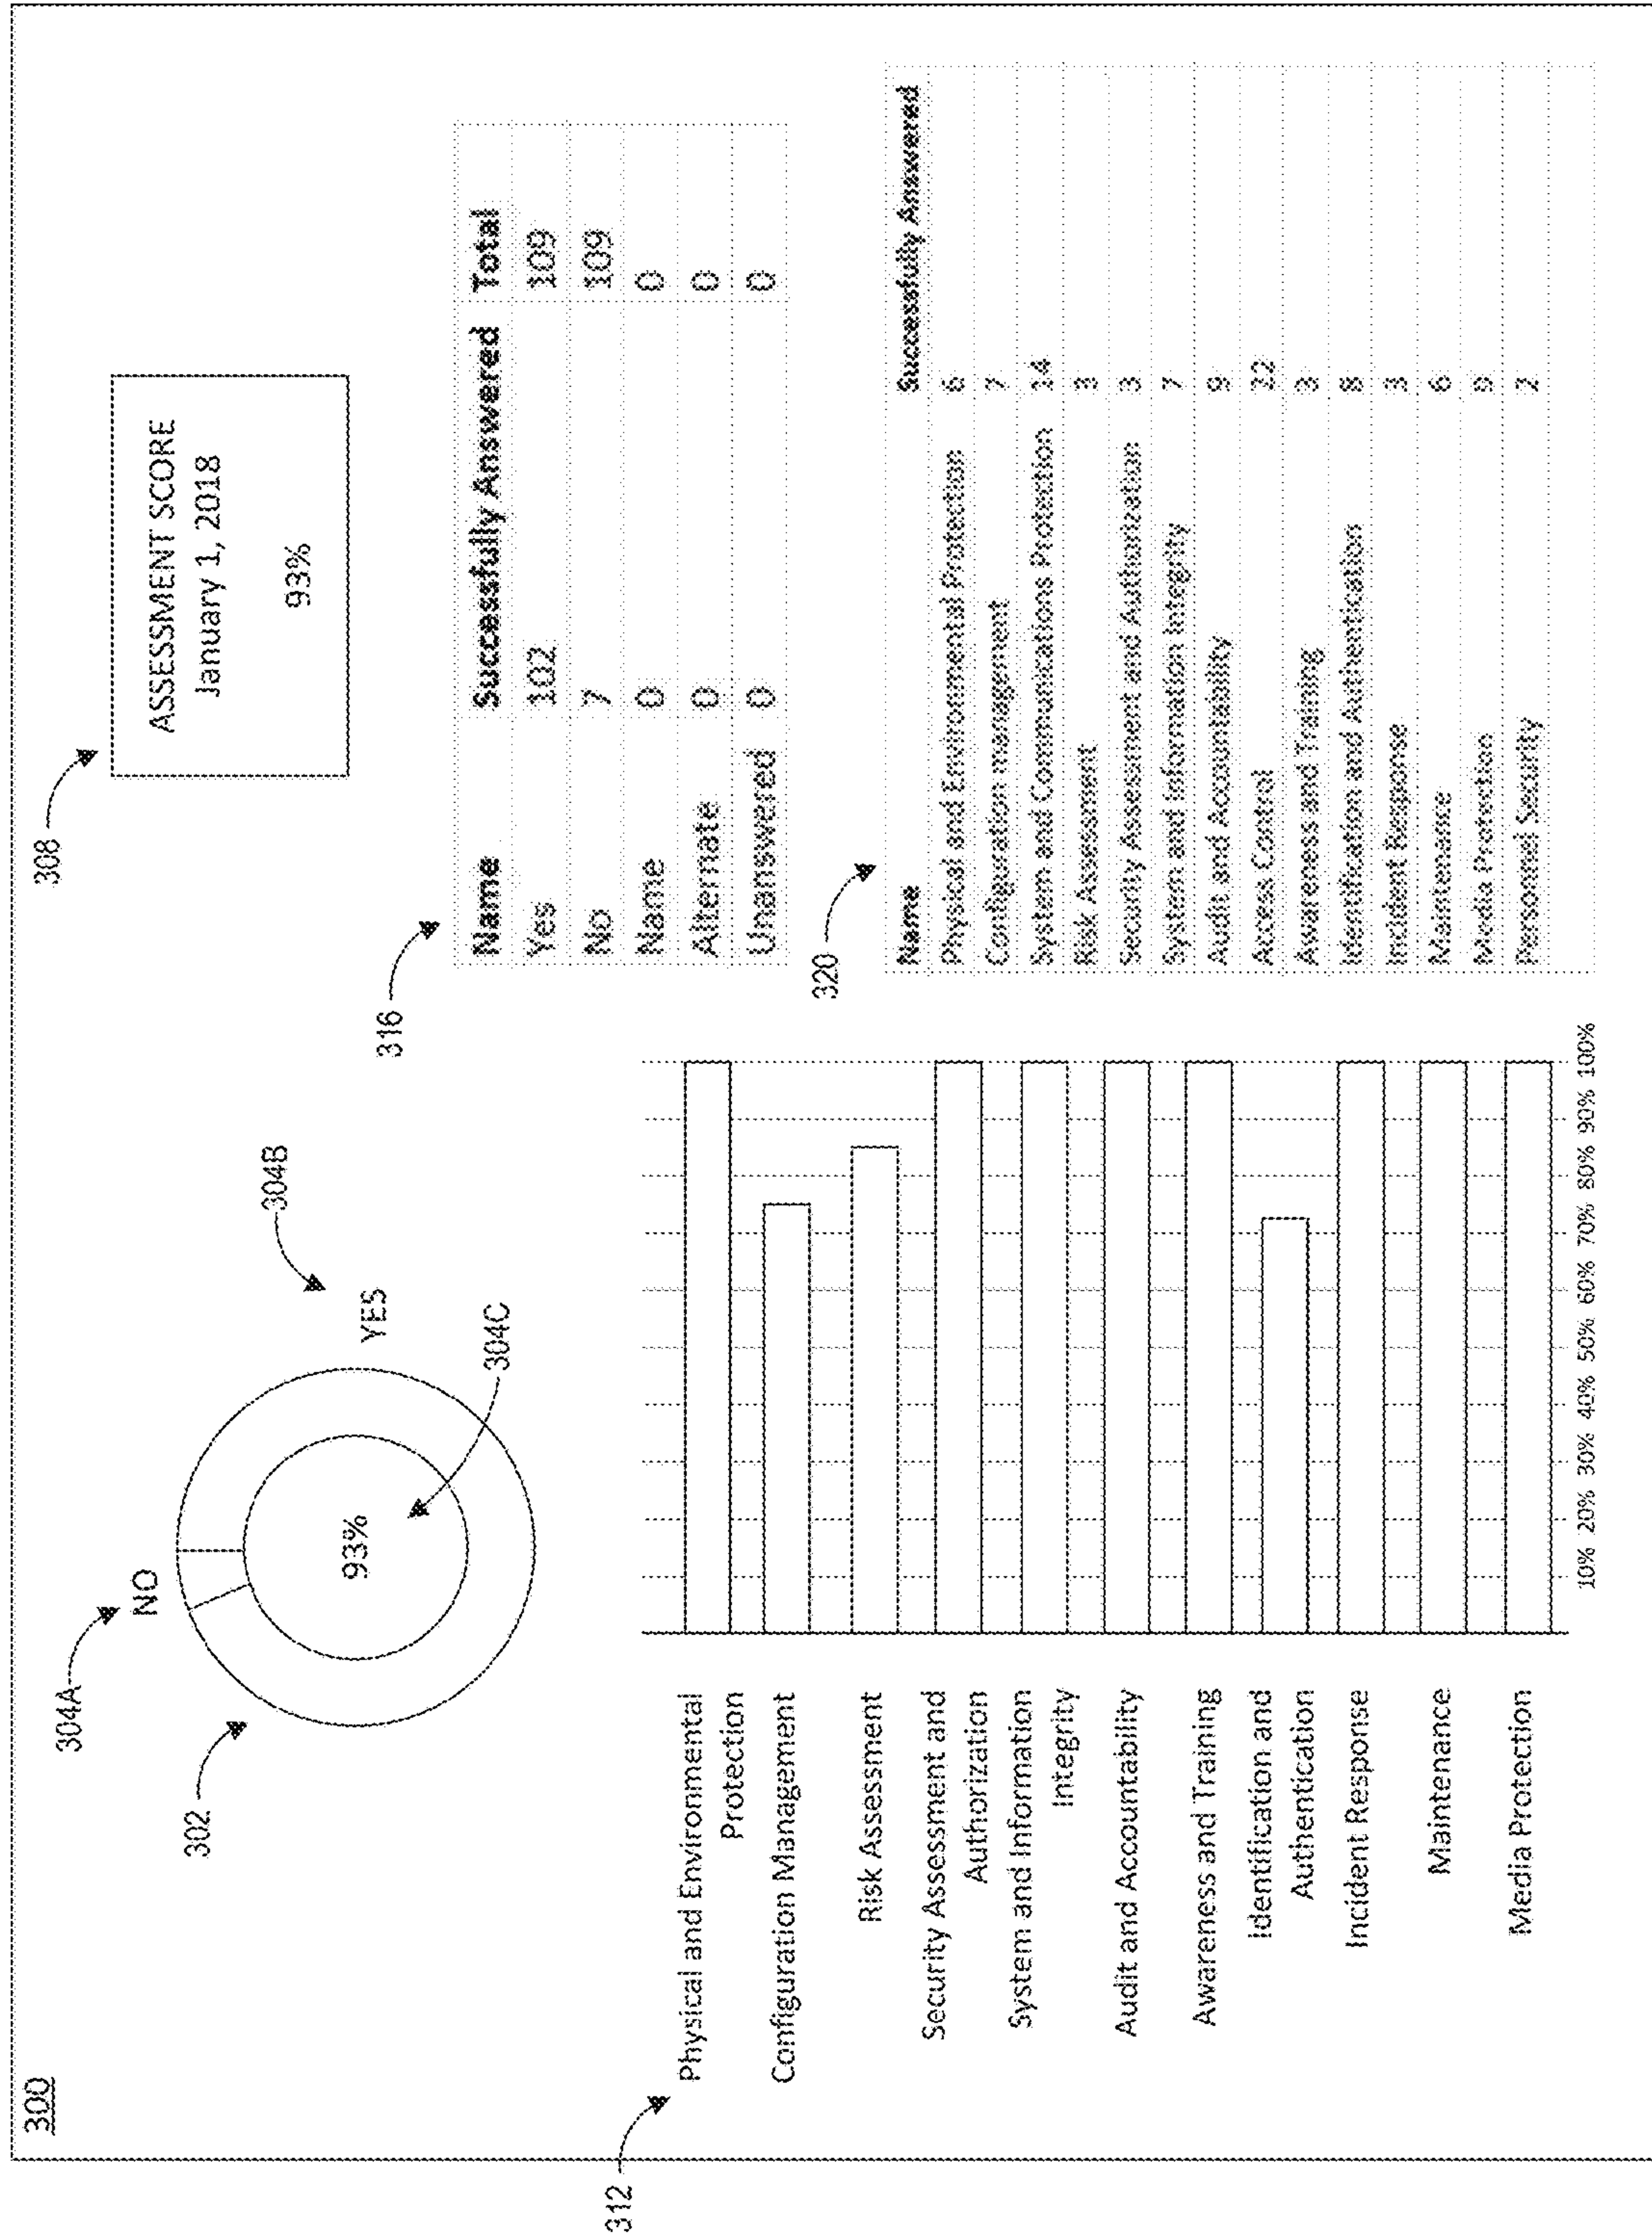 300
302
304A
NO
304B
YES
93%
304C
308
ASSESSMENT SCORE
January 1, 2018
93%
312
Physical and Environmental
Protection
Configuration Management
Risk Assessment
Security Assessment and
Authorization
System and Information
Integrity
Audit and Accountability
Awareness and Training
Identification and
Authentication
Incident Response
Maintenance
Media Protection
10% 20% 30% 40% 50% 60% 70% 80% 90% 100%
316
Name Successfully Answered Total
Yes 102 109
No 7 109
Name 0 0
Alternate 0 0
Unanswered 0 0
320
Name Successfully Answered
Physical and Environmental Protection 6
Configuration management 7
System and Communications Protection 14
Risk Assessment 3
Security Assessment and Authorization 3
System and Information Integrity 7
Audit and Accountability 9
Access Control 22
Awareness and Training 3
Identification and Authentication 8
Incident Response 3
Maintenance 6
Media Protection 9
Personnel Security 2